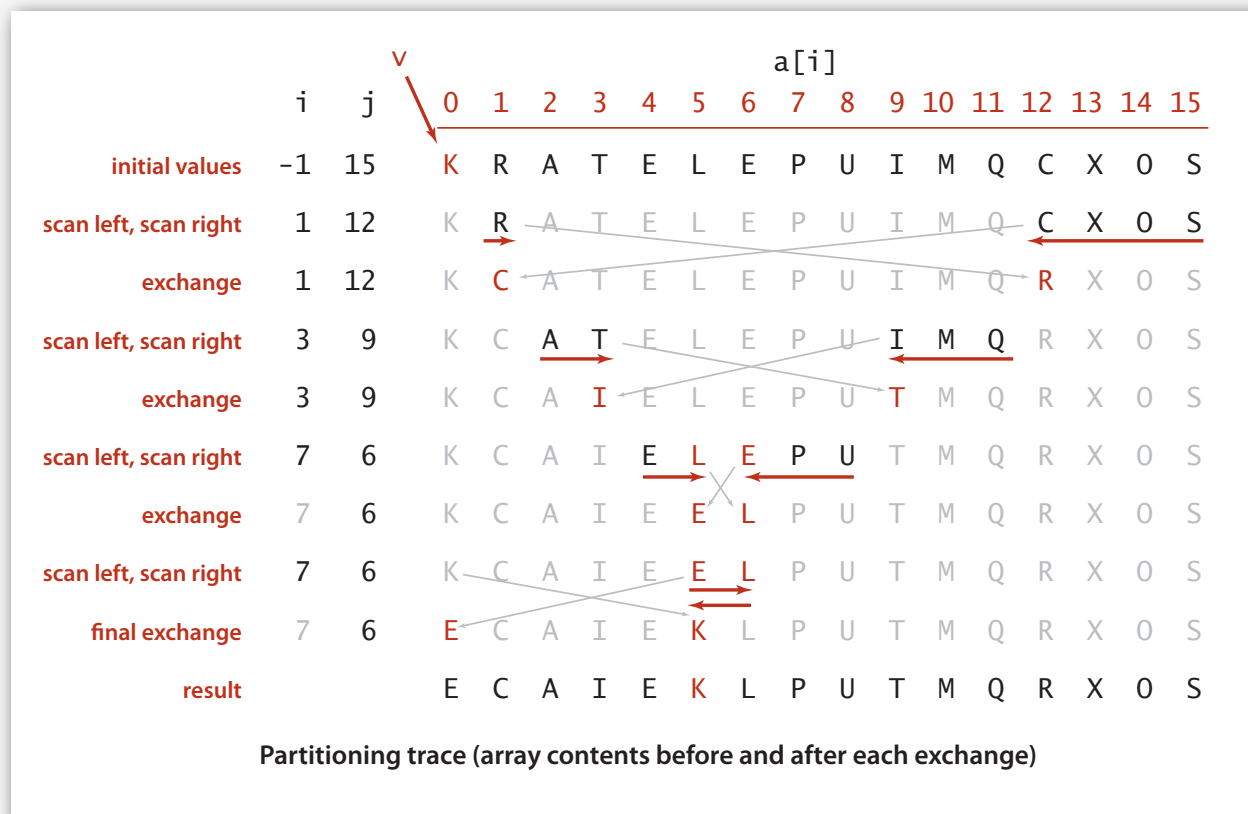 v a[i]
i j 0 1 2 3 4 5 6 7 8 9 10 11 12 13 14 15
initial values -1 15 K R A T E L E P U I M Q C X O S
scan left, scan right 1 12 K R A T E L E P U I M Q C X O S
exchange 1 12 K C A T E L E P U I M Q R X O S
scan left, scan right 3 9 K C A T E L E P U I M Q R X O S
exchange 3 9 K C A I E L E P U T M Q R X O S
scan left, scan right 7 6 K C A I E L E P U T M Q R X O S
exchange 7 6 K C A I E E L P U T M Q R X O S
scan left, scan right 7 6 K C A I E E L P U T M Q R X O S
final exchange 7 6 E C A I E K L P U T M Q R X O S
result E C A I E K L P U T M Q R X O S
Partitioning trace (array contents before and after each exchange)